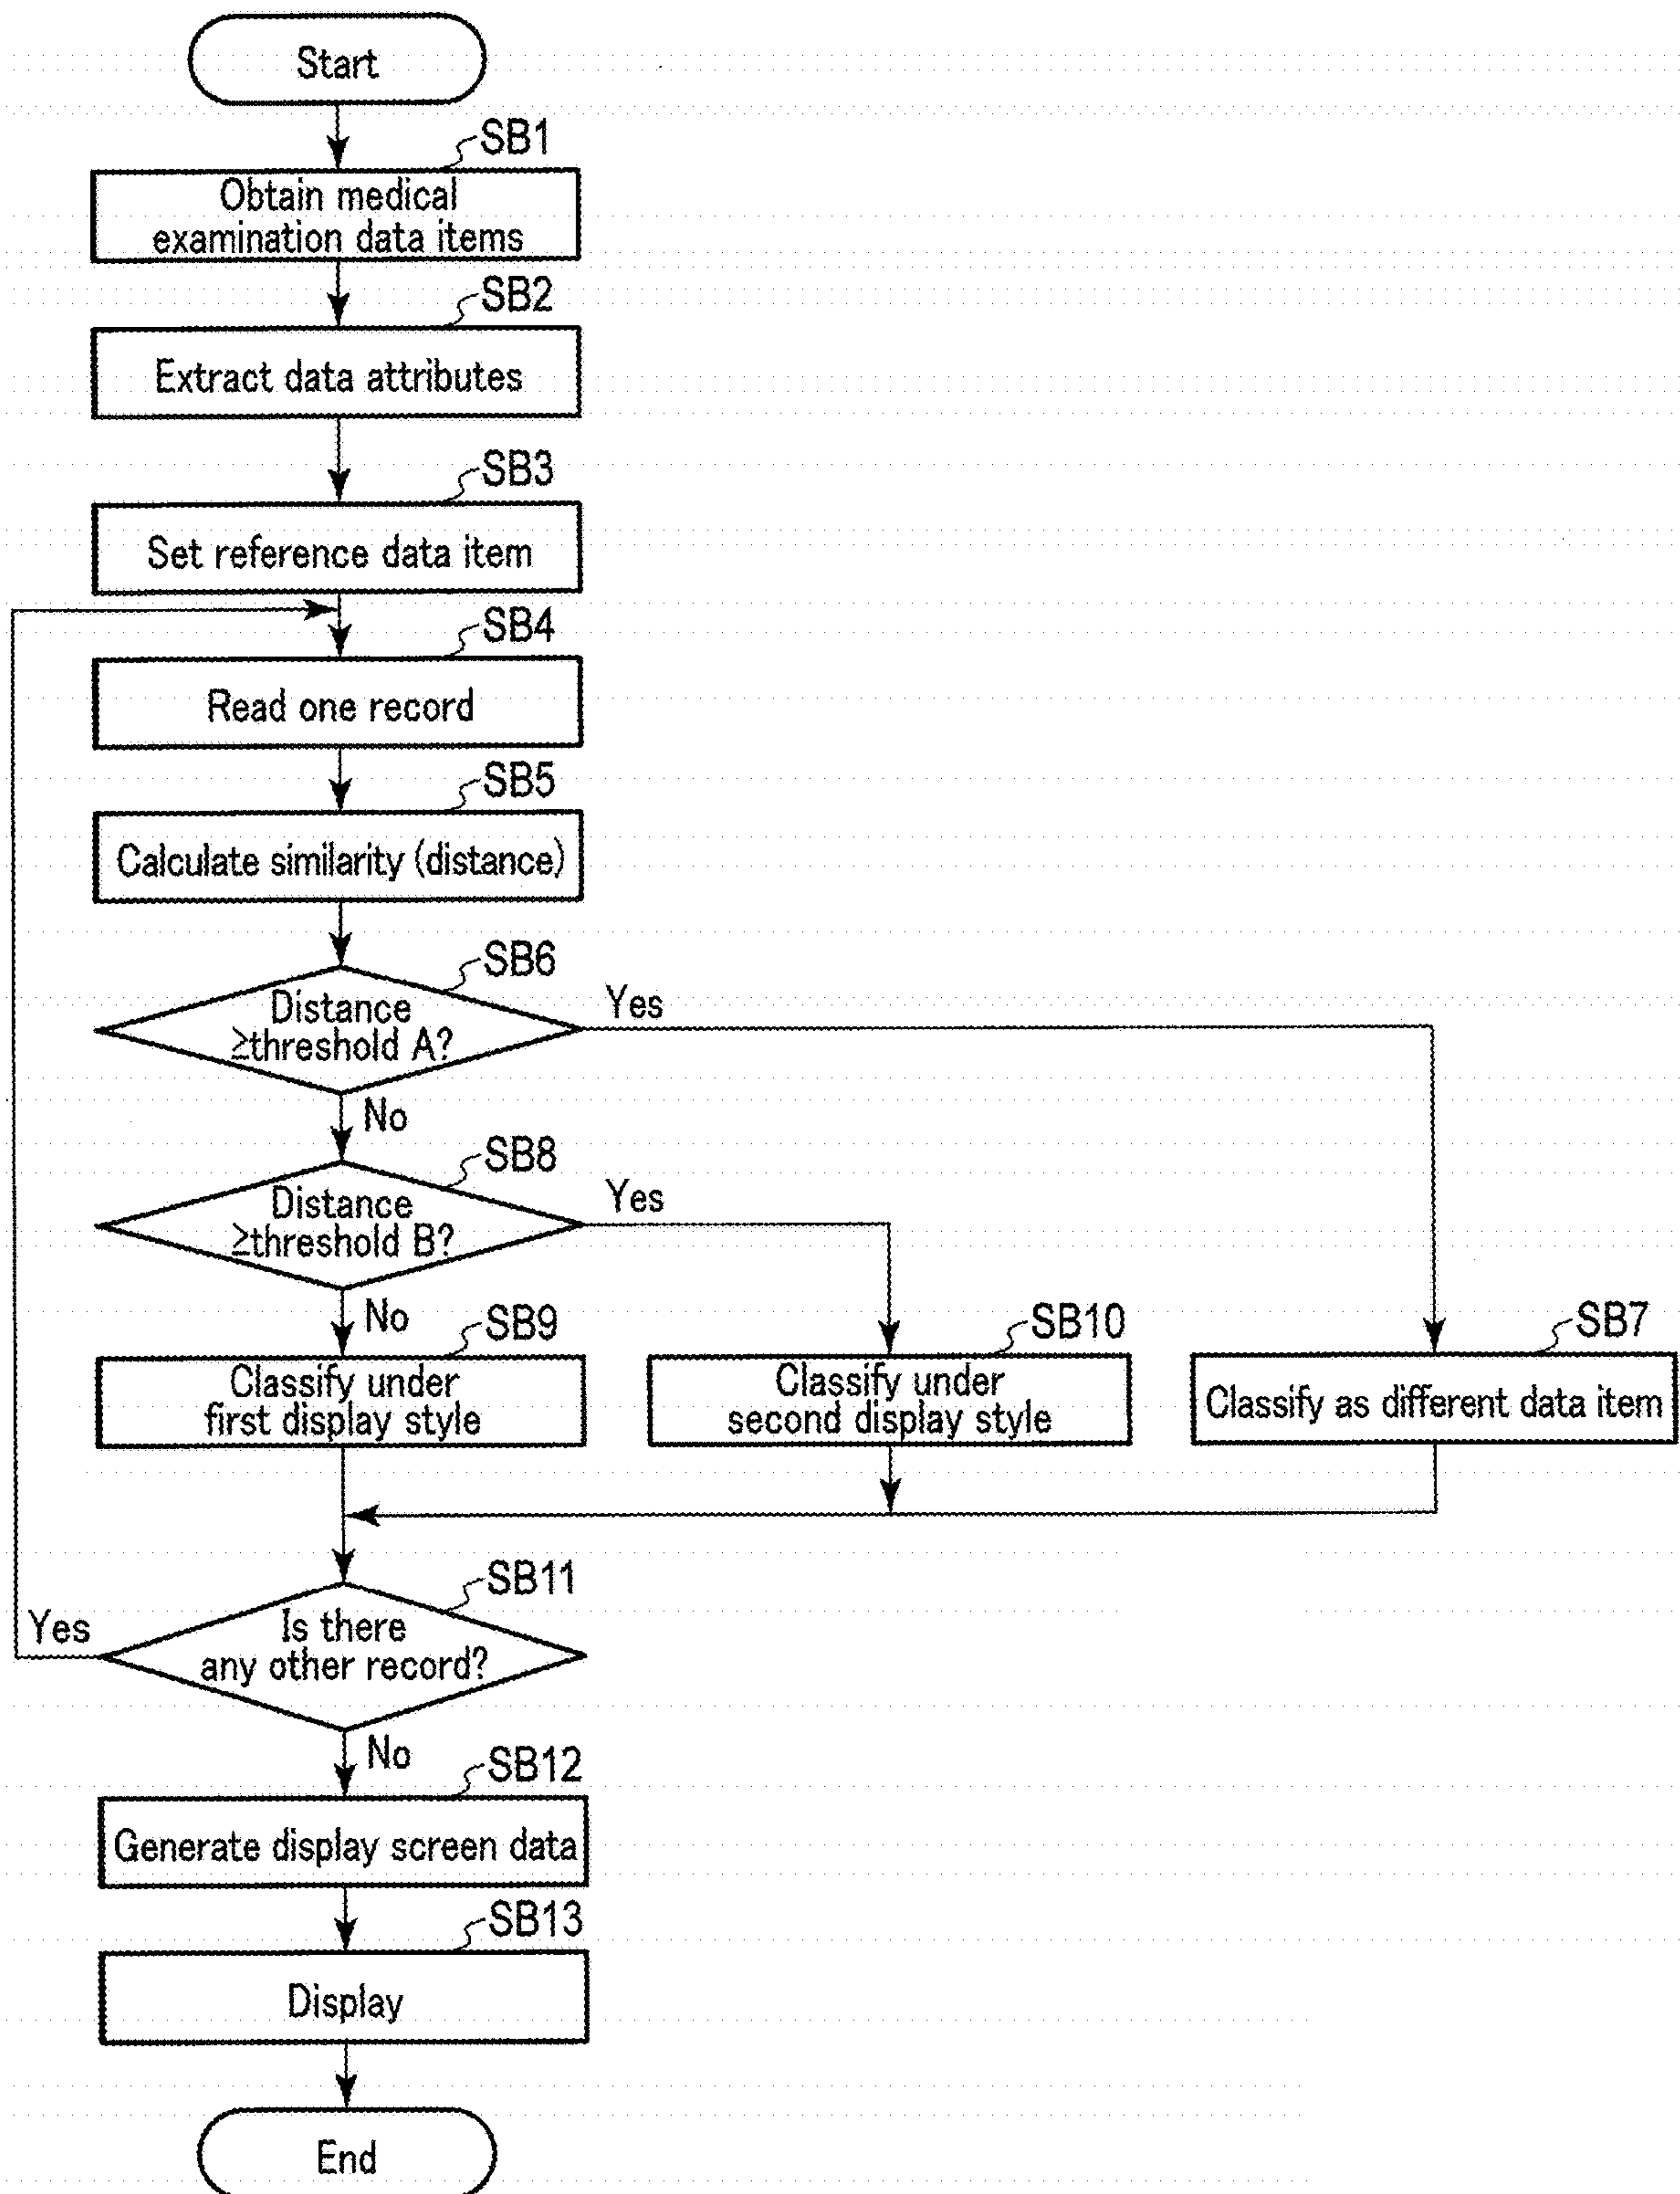 Start
SB1
Obtain medical
examination data items
SB2
Extract data attributes
SB3
Set reference data item
SB4
Read one record
SB5
Calculate similarity (distance)
SB6
Distance
≥threshold A?
Yes
No
SB8
Distance
≥threshold B?
Yes
No
SB9
Classify under
first display style
SB10
Classify under
second display style
SB7
Classify as different data item
SB11
Is there
any other record?
Yes
No
SB12
Generate display screen data
SB13
Display
End